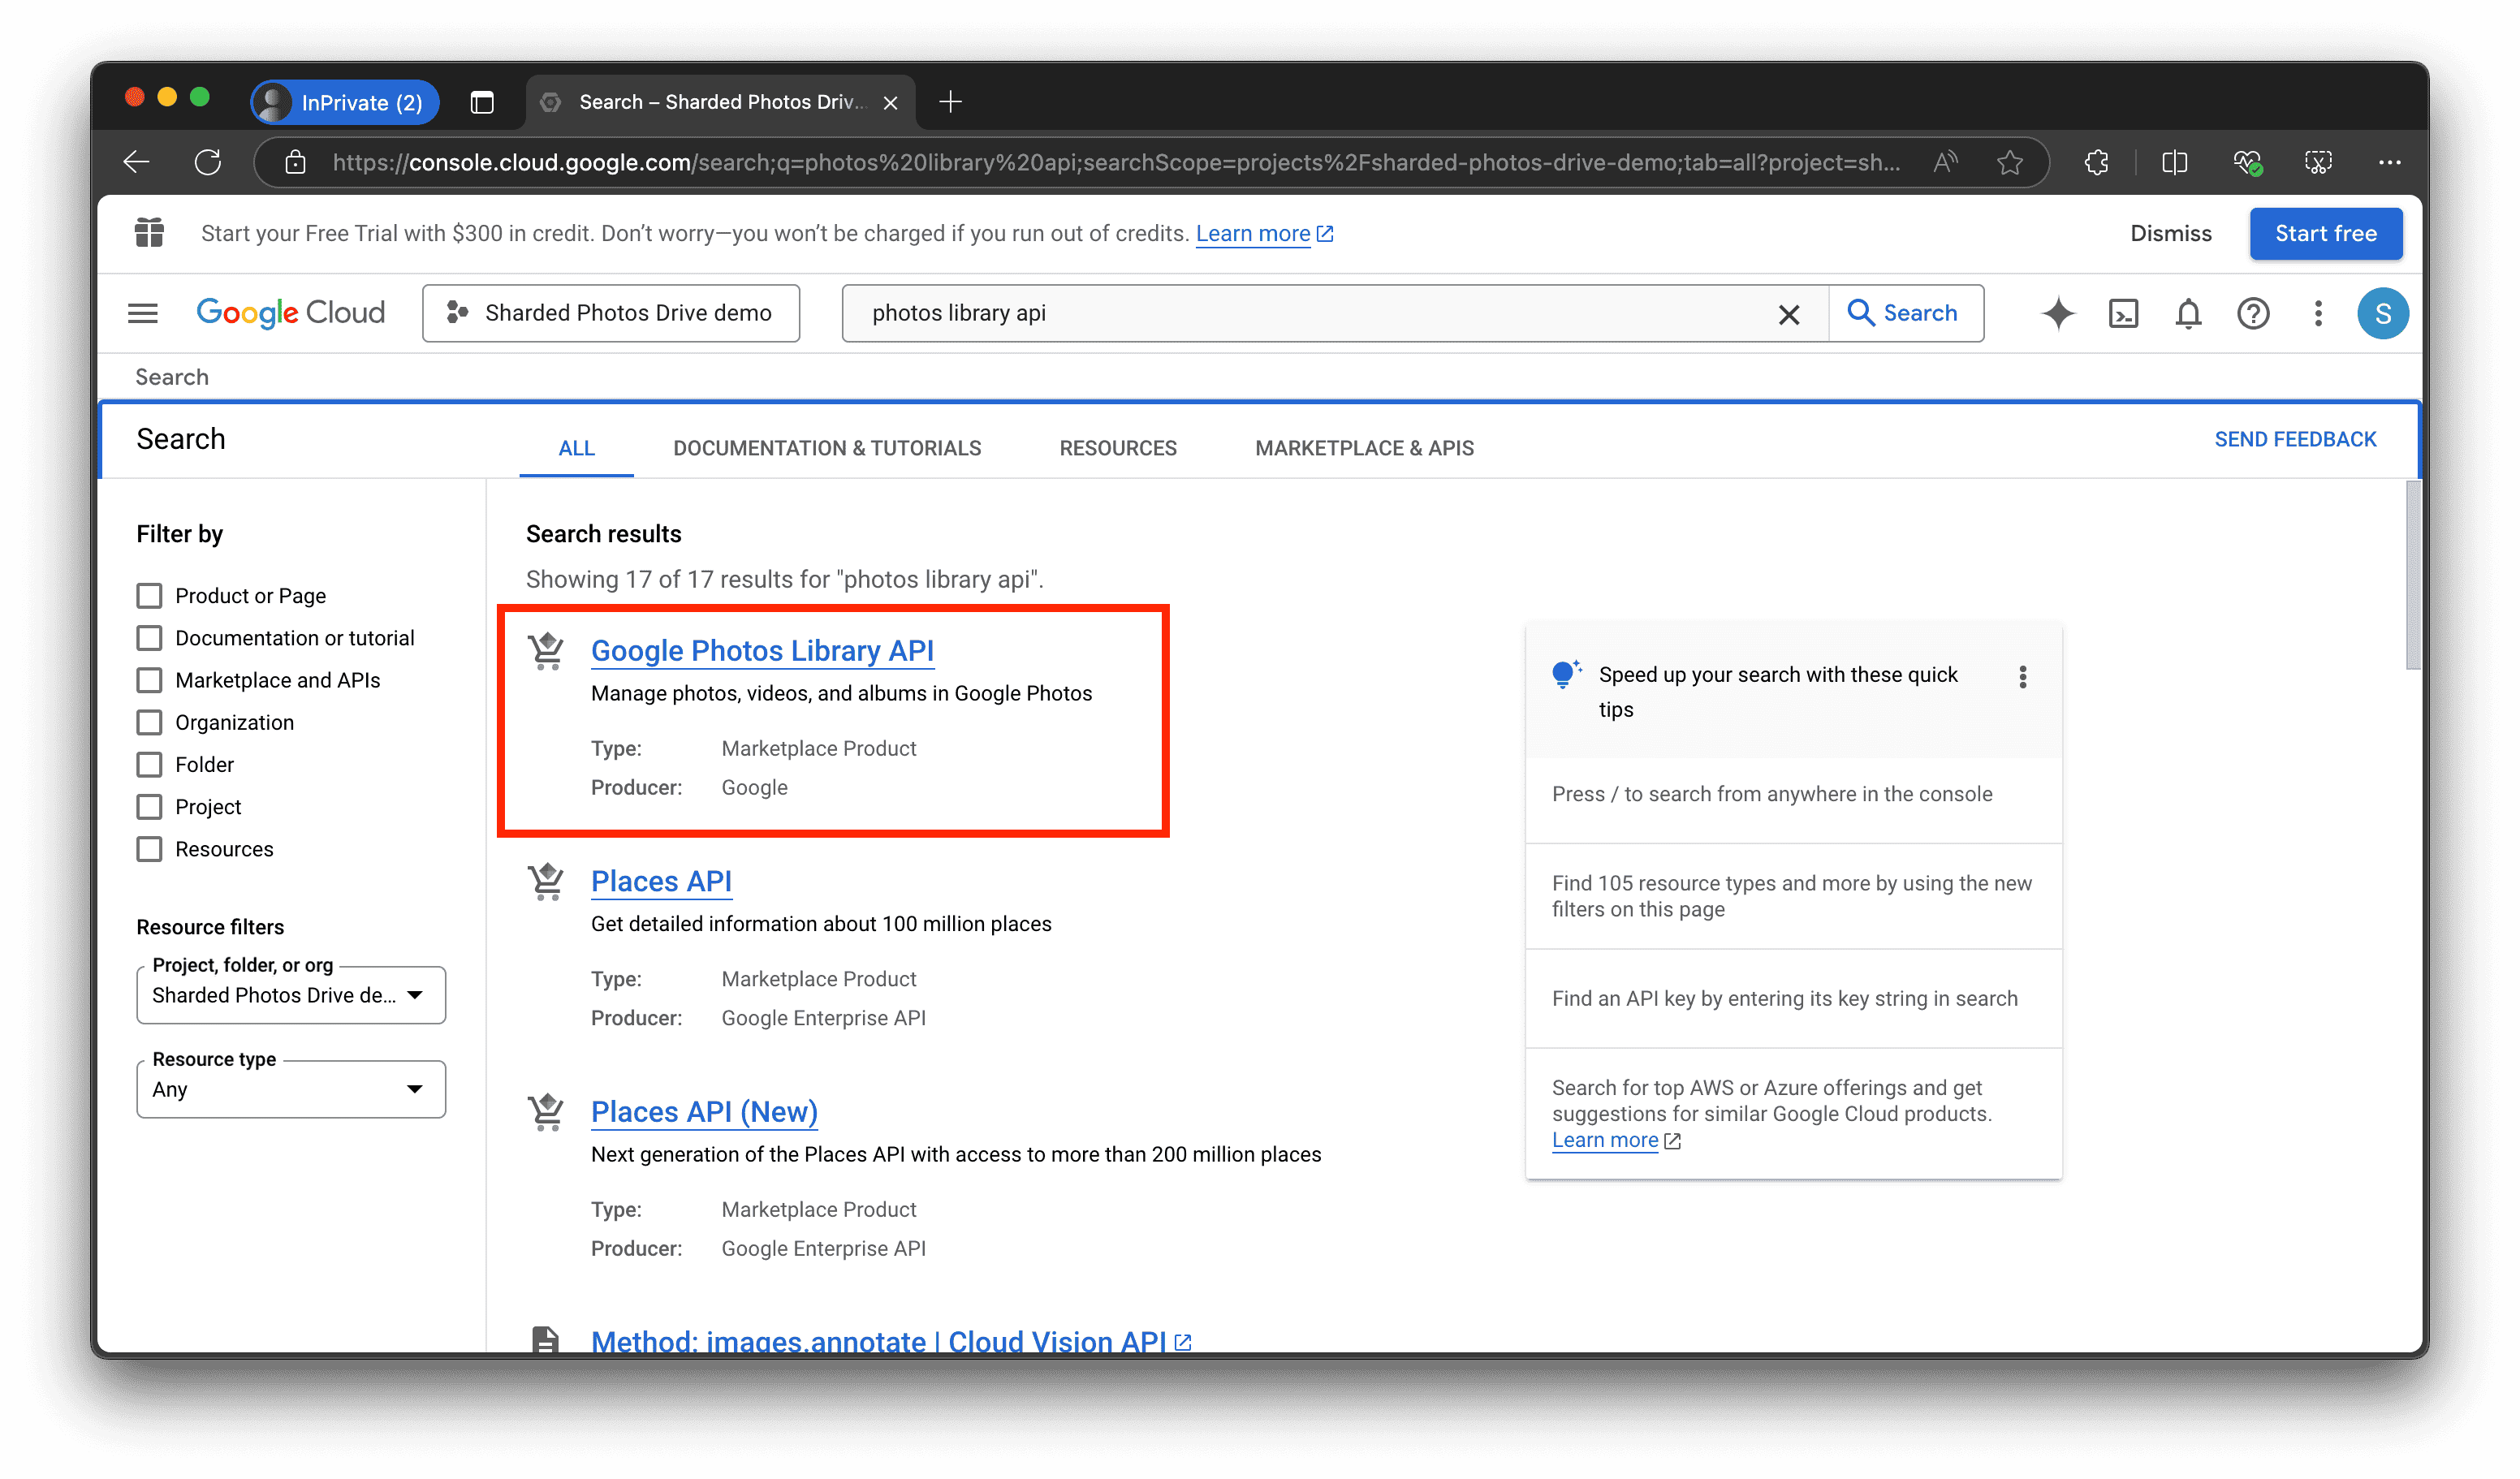 InPrivate (2)
Search – Sharded Photos Driv...
https://console.cloud.google.com/search;q=photos%20library%20api;searchScope=projects%2Fsharded-photos-drive-demo;tab=all?project=sh...
Start your Free Trial with $300 in credit. Don't worry—you won't be charged if you run out of credits. Learn more
Dismiss
Start free
Google Cloud
Sharded Photos Drive demo
photos library api
Search
S
Search
Search
ALL
DOCUMENTATION & TUTORIALS
RESOURCES
MARKETPLACE & APIS
SEND FEEDBACK
Filter by
Product or Page
Documentation or tutorial
Marketplace and APIs
Organization
Folder
Project
Resources
Resource filters
Project, folder, or org
Sharded Photos Drive de...
Resource type
Any
Search results
Showing 17 of 17 results for "photos library api".
Google Photos Library API
Manage photos, videos, and albums in Google Photos
Type: Marketplace Product
Producer: Google
Places API
Get detailed information about 100 million places
Type: Marketplace Product
Producer: Google Enterprise API
Places API (New)
Next generation of the Places API with access to more than 200 million places
Type: Marketplace Product
Producer: Google Enterprise API
Method: images.annotate | Cloud Vision API
Speed up your search with these quick
tips
Press / to search from anywhere in the console
Find 105 resource types and more by using the new
filters on this page
Find an API key by entering its key string in search
Search for top AWS or Azure offerings and get
suggestions for similar Google Cloud products.
Learn more